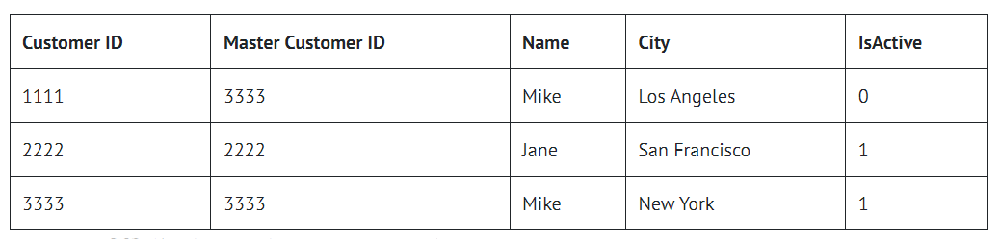 Customer ID Master Customer ID Name City IsActive
1111 3333 Mike Los Angeles 0
2222 2222 Jane San Francisco 1
3333 3333 Mike New York 1